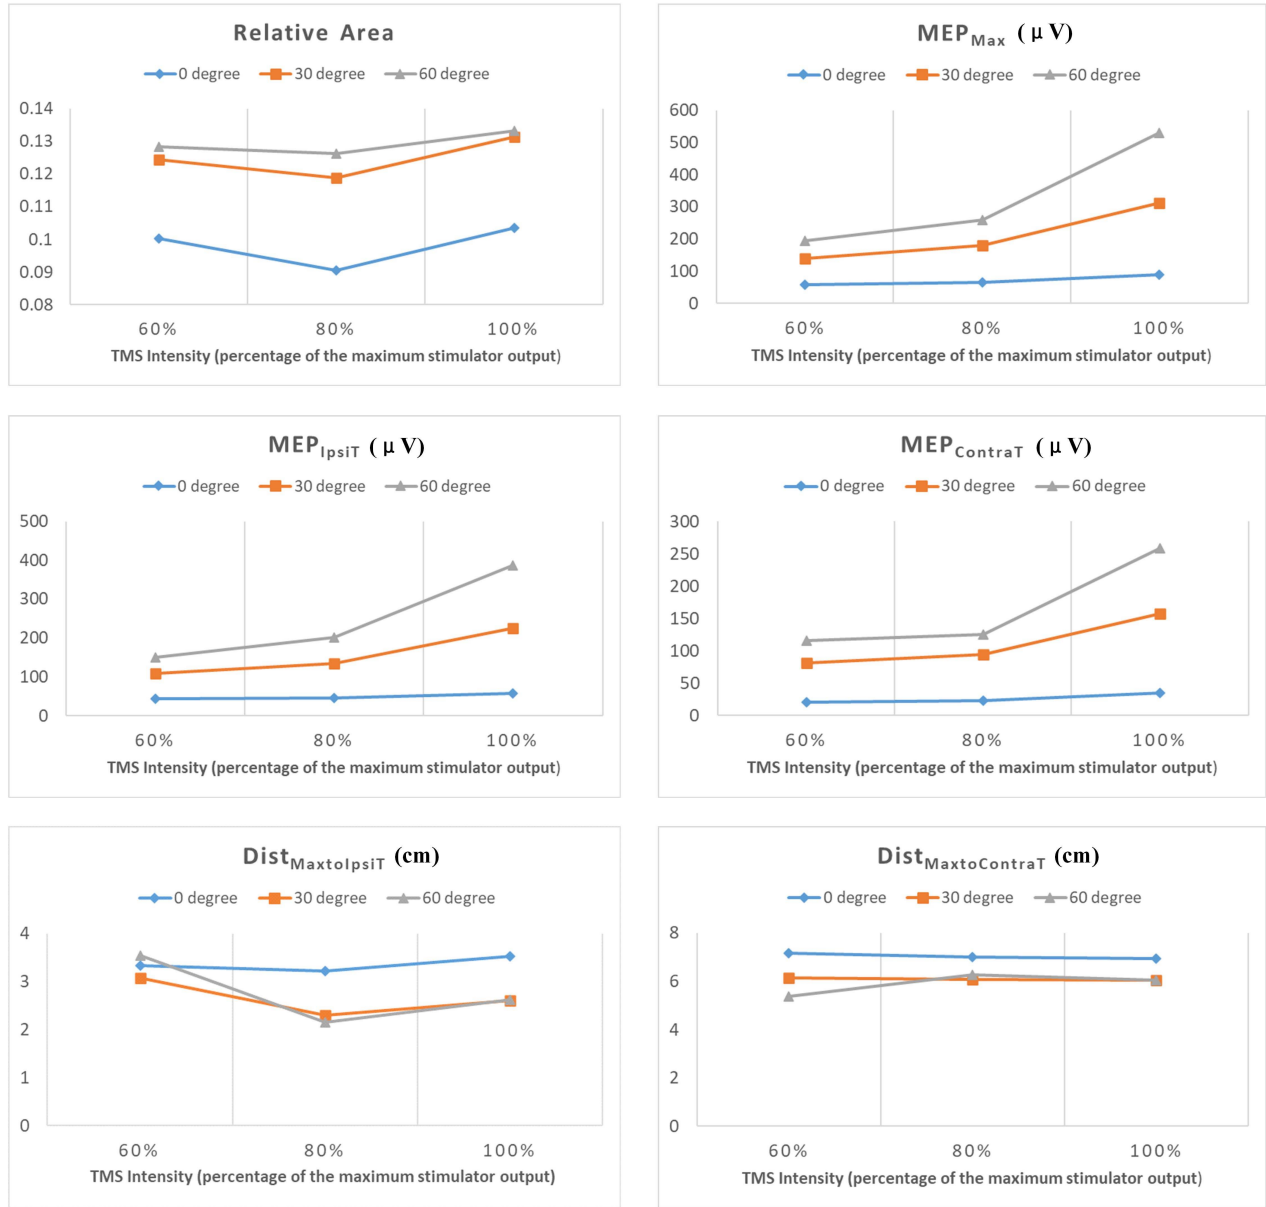 Relative Area
0 degree 30 degree 60 degree
0.14
0.13
0.12
0.11
0.1
0.09
0.08
60% 80% 100%
TMS Intensity (percentage of the maximum stimulator output)
MEPMax (μV)
0 degree 30 degree 60 degree
600
500
400
300
200
100
0
60% 80% 100%
TMS Intensity (percentage of the maximum stimulator output)
MEPIpsiT (μV)
0 degree 30 degree 60 degree
500
400
300
200
100
0
60% 80% 100%
TMS Intensity (percentage of the maximum stimulator output)
MEPContraT (μV)
0 degree 30 degree 60 degree
300
250
200
150
100
50
0
60% 80% 100%
TMS Intensity (percentage of the maximum stimulator output)
DistMaxtoIpsiT (cm)
0 degree 30 degree 60 degree
4
3
2
1
0
60% 80% 100%
TMS Intensity (percentage of the maximum stimulator output)
DistMaxtoContraT (cm)
0 degree 30 degree 60 degree
8
6
4
2
0
60% 80% 100%
TMS Intensity (percentage of the maximum stimulator output)